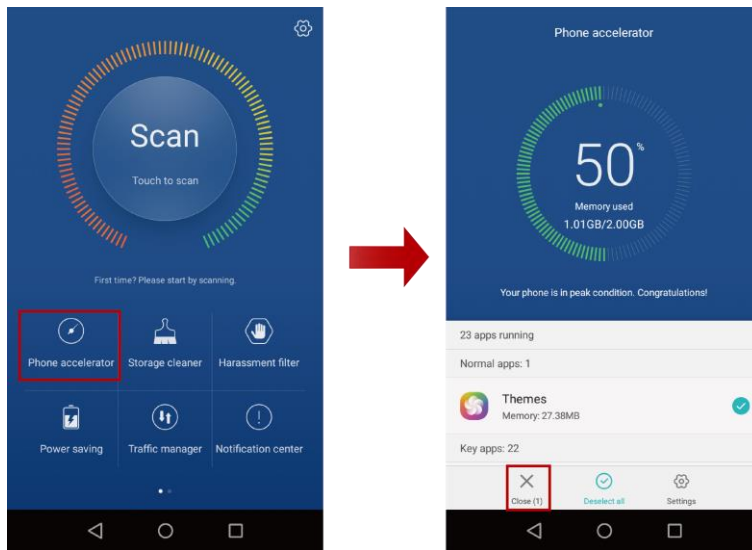 Scan
Touch to scan
First time? Please start by scanning.
Phone accelerator
Storage cleaner
Harassment filter
Power saving
Traffic manager
Notification center
Phone accelerator
50%
Memory used
1.01GB/2.00GB
Your phone is in peak condition. Congratulations!
23 apps running
Normal apps: 1
Themes
Memory: 27.38MB
Key apps: 22
Close (1)
Deselect all
Settings